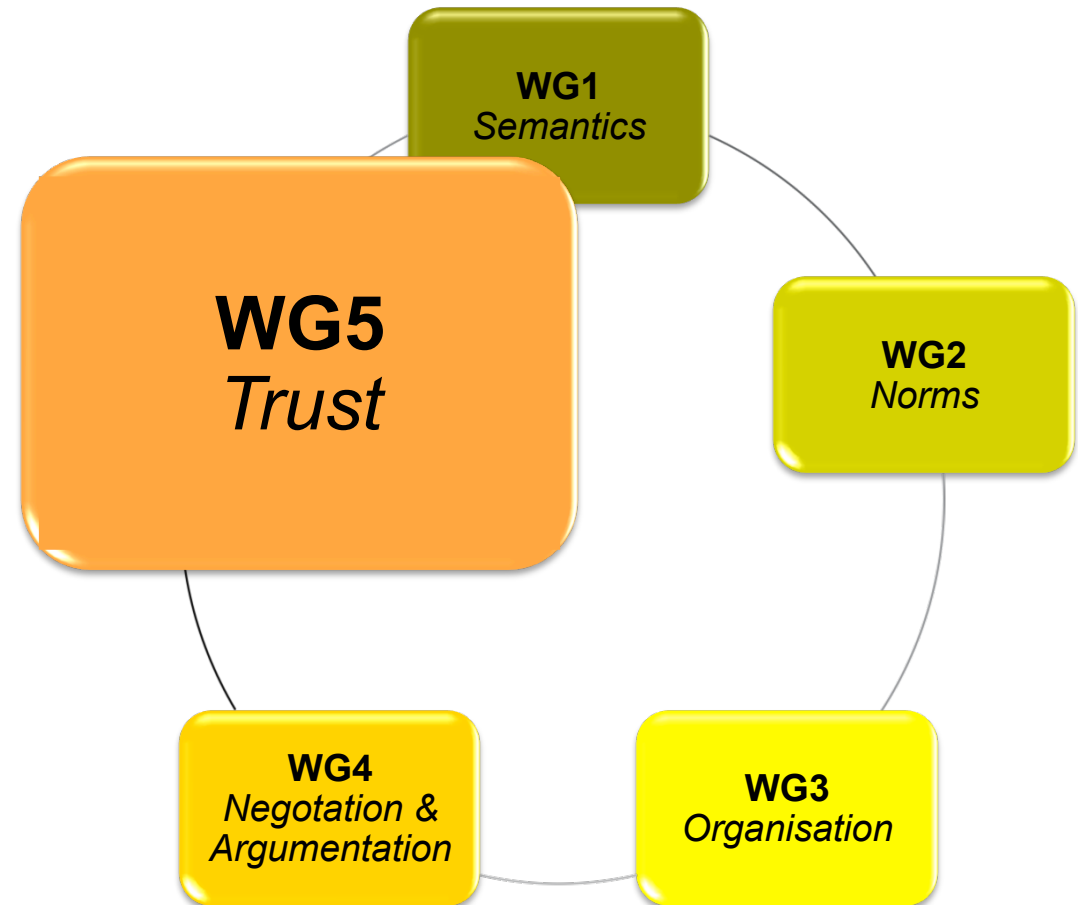 WG1
Semantics
WG5
Trust
WG2
Norms
WG4
Negotation &
Argumentation
WG3
Organisation